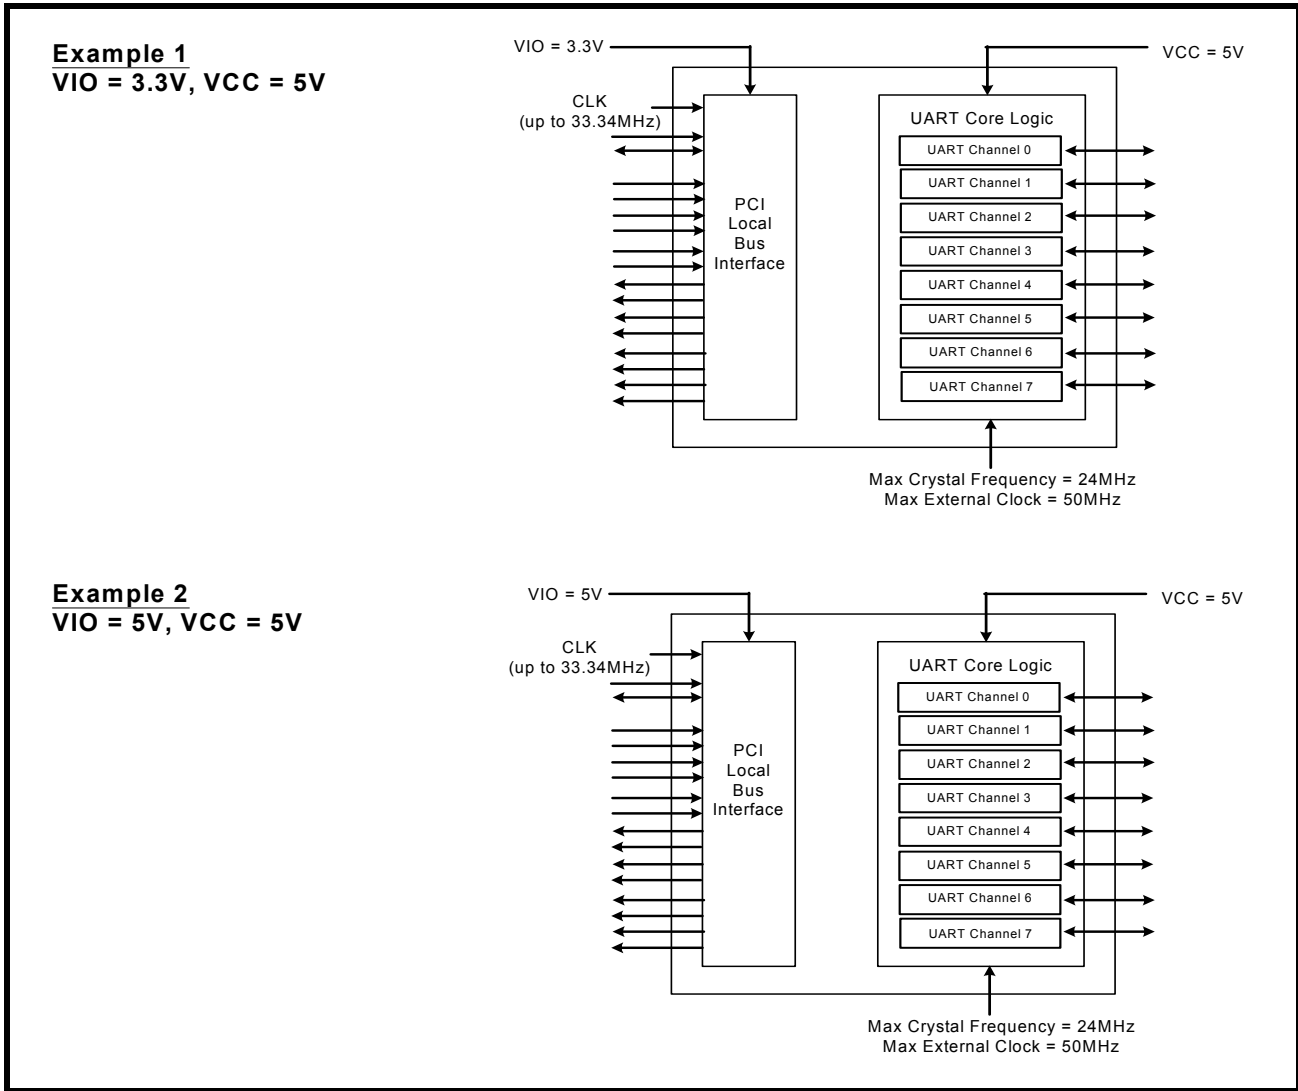 Example 1
VIO = 3.3V, VCC = 5V
VIO = 3.3V
VCC = 5V
CLK
(up to 33.34MHz)
PCI
Local
Bus
Interface
UART Core Logic
UART Channel 0
UART Channel 1
UART Channel 2
UART Channel 3
UART Channel 4
UART Channel 5
UART Channel 6
UART Channel 7
Max Crystal Frequency = 24MHz
Max External Clock = 50MHz
Example 2
VIO = 5V, VCC = 5V
VIO = 5V
VCC = 5V
CLK
(up to 33.34MHz)
PCI
Local
Bus
Interface
UART Core Logic
UART Channel 0
UART Channel 1
UART Channel 2
UART Channel 3
UART Channel 4
UART Channel 5
UART Channel 6
UART Channel 7
Max Crystal Frequency = 24MHz
Max External Clock = 50MHz